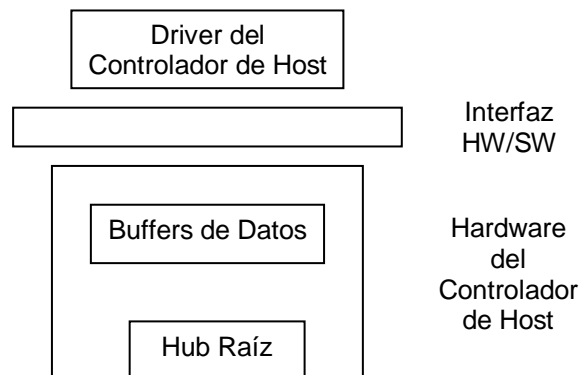 Driver del
Controlador de Host
Interfaz
HW/SW
Buffers de Datos
Hardware
del
Controlador
de Host
Hub Raíz